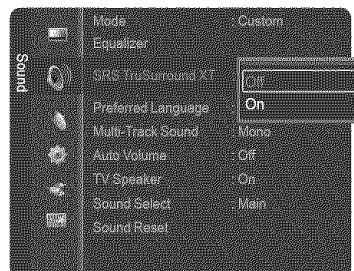 Sound
Mode : Custom
Equalizer
SRS TruSurround XT
Off
On
Preferred Language
Multi-Track Sound : Mono
Auto Volume : Off
TV Speaker : On
Sound Select : Main
Sound Reset